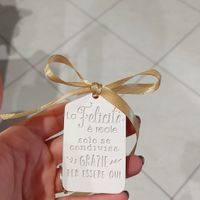 La Felicità
è reale
solo se
condivisa
GRAZIE
PER ESSERE QUI